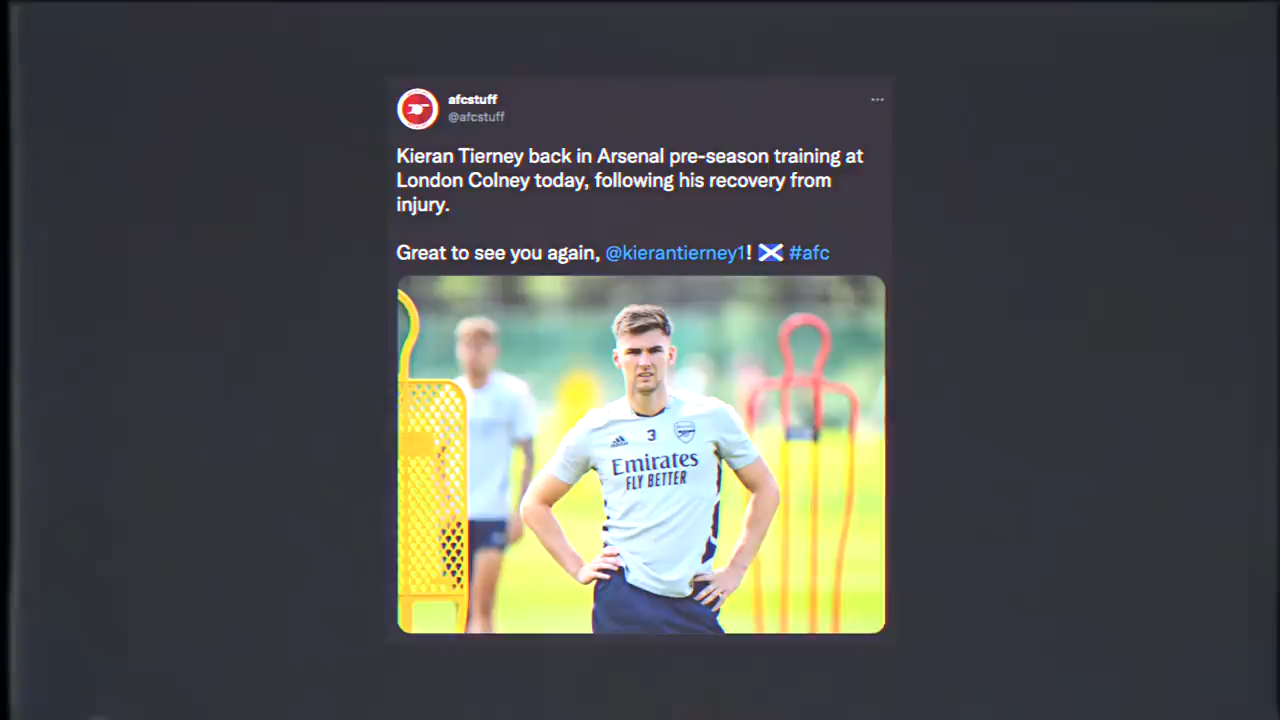 afcstuff
@afcstuff
Kieran Tierney back in Arsenal pre-season training at
London Colney today, following his recovery from
injury.
Great to see you again, @kierantierney1! 🏴󠁧󠁢󠁳󠁣󠁴󠁿 #afc
3
Emirates
FLY BETTER